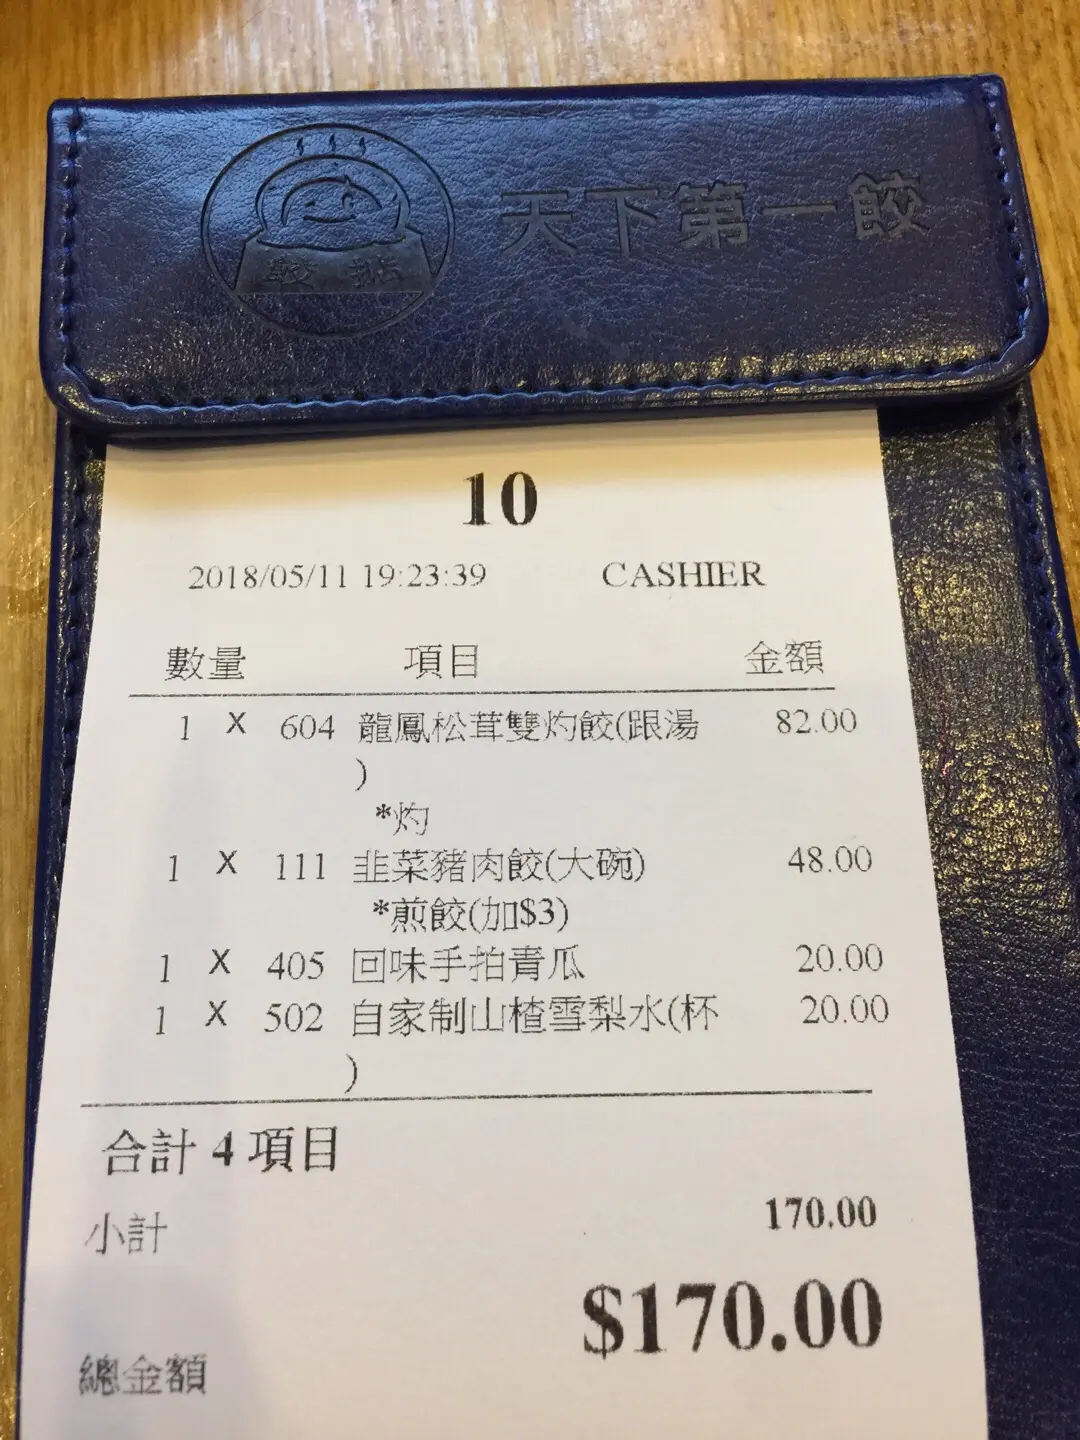 天下第一餃
10
2018/05/11 19:23:39 CASHIER
數量 項目 金額
1 X 604 龍鳳松茸雙灼餃(跟湯 82.00
)
*灼
1 X 111 韭菜豬肉餃(大碗) 48.00
*煎餃(加$3)
1 X 405 回味手拍青瓜 20.00
1 X 502 自家制山楂雪梨水(杯 20.00
)
合計 4 項目
小計 170.00
$170.00
總金額